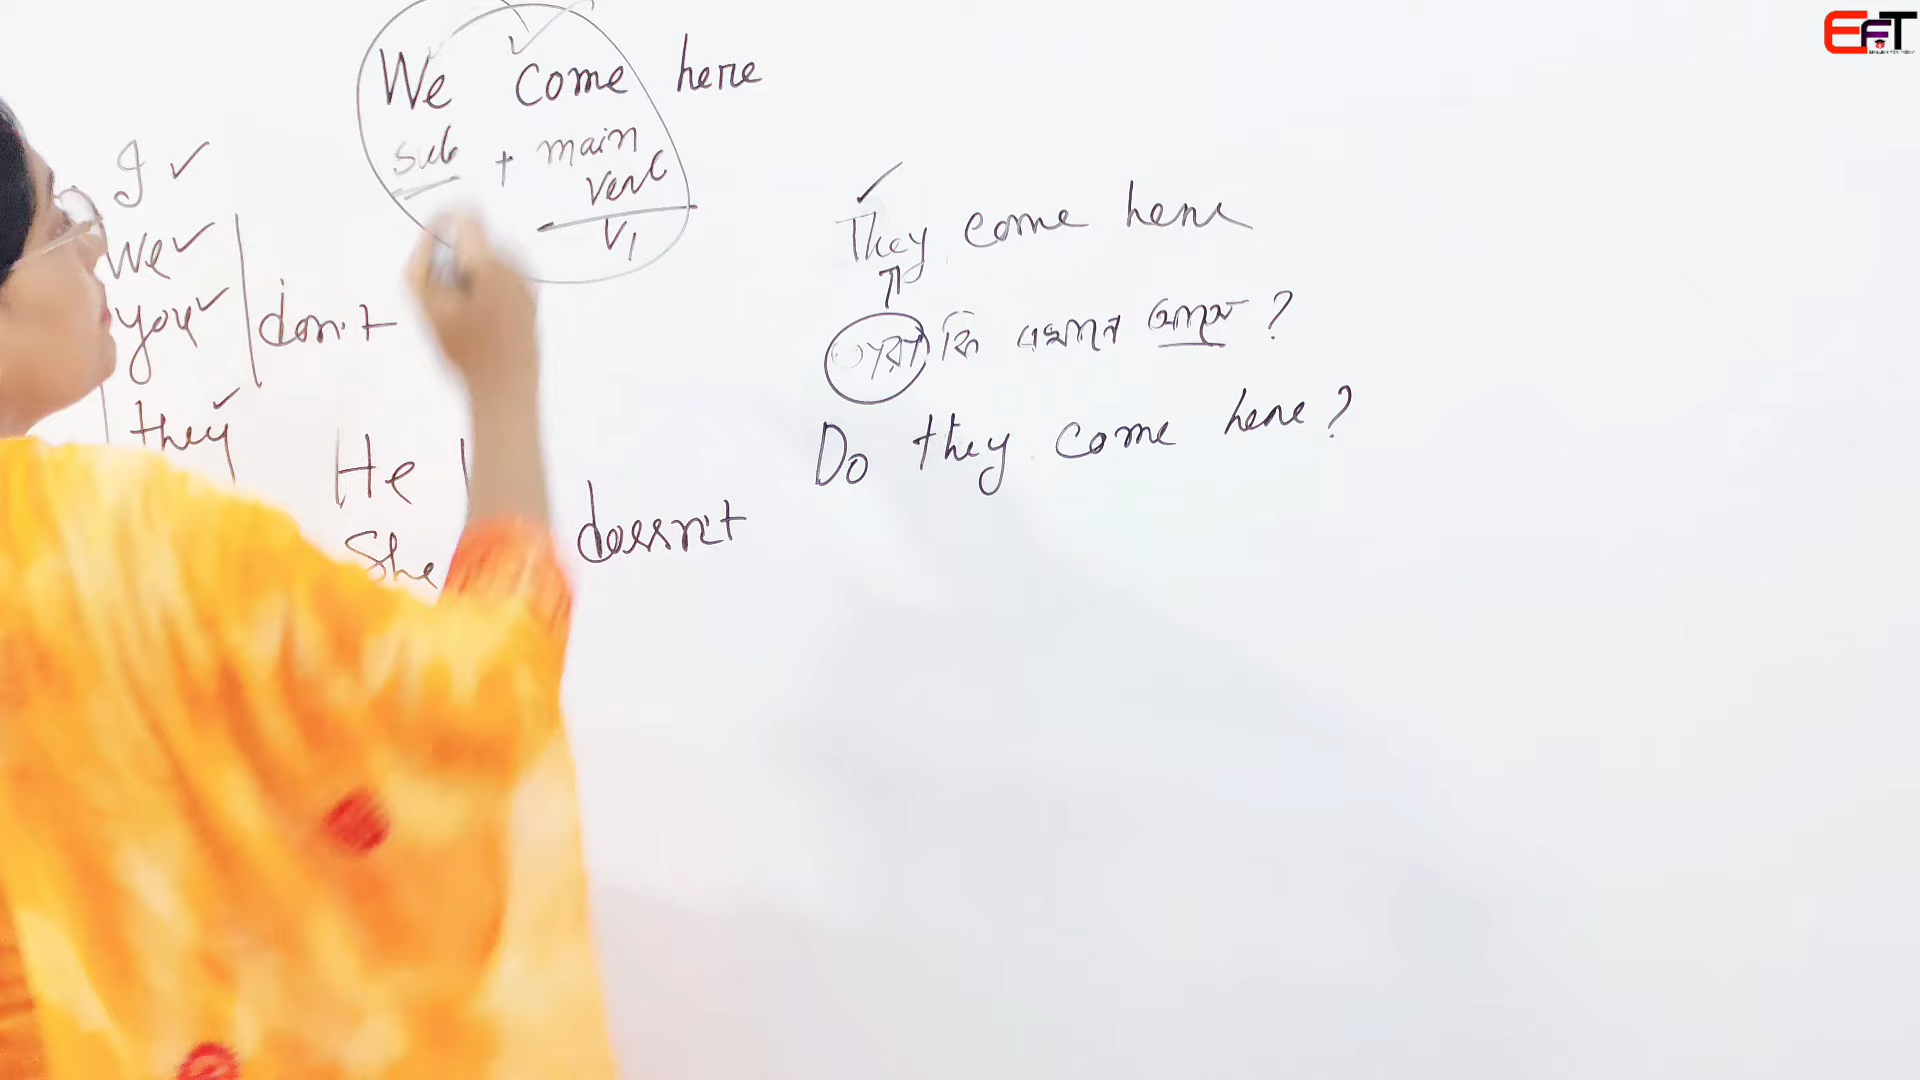 We come here
sub + main
verb
V1
I
We
you
they
don't
He
She
doesn't
They come here
ওরা কি এখানে আসে ?
Do they come here?
EFT